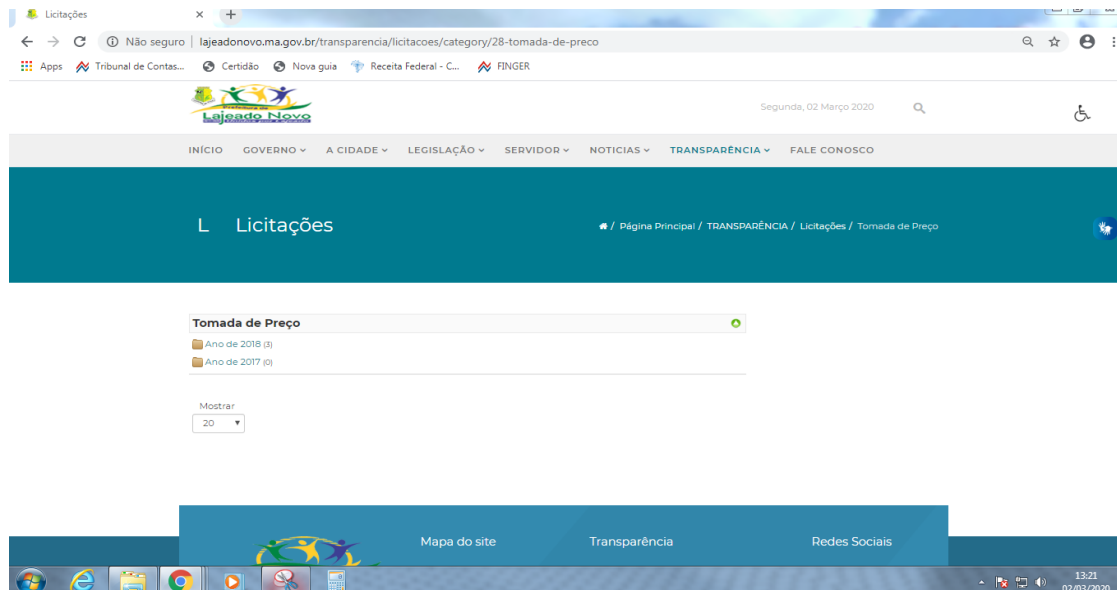 Licitações
Não seguro | lajeadonovo.ma.gov.br/transparencia/licitacoes/category/28-tomada-de-preco
Apps Tribunal de Contas... Certidão Nova guia Receita Federal - C... FINGER
Prefeitura de
Lajeado Novo
Segunda, 02 Março 2020
INÍCIO GOVERNO A CIDADE LEGISLAÇÃO SERVIDOR NOTICIAS TRANSPARÊNCIA FALE CONOSCO
L Licitações
/ Página Principal / TRANSPARÊNCIA / Licitações / Tomada de Preço
Tomada de Preço
Ano de 2018 (3)
Ano de 2017 (0)
Mostrar
20
Mapa do site Transparência Redes Sociais
13:21
02/03/2020